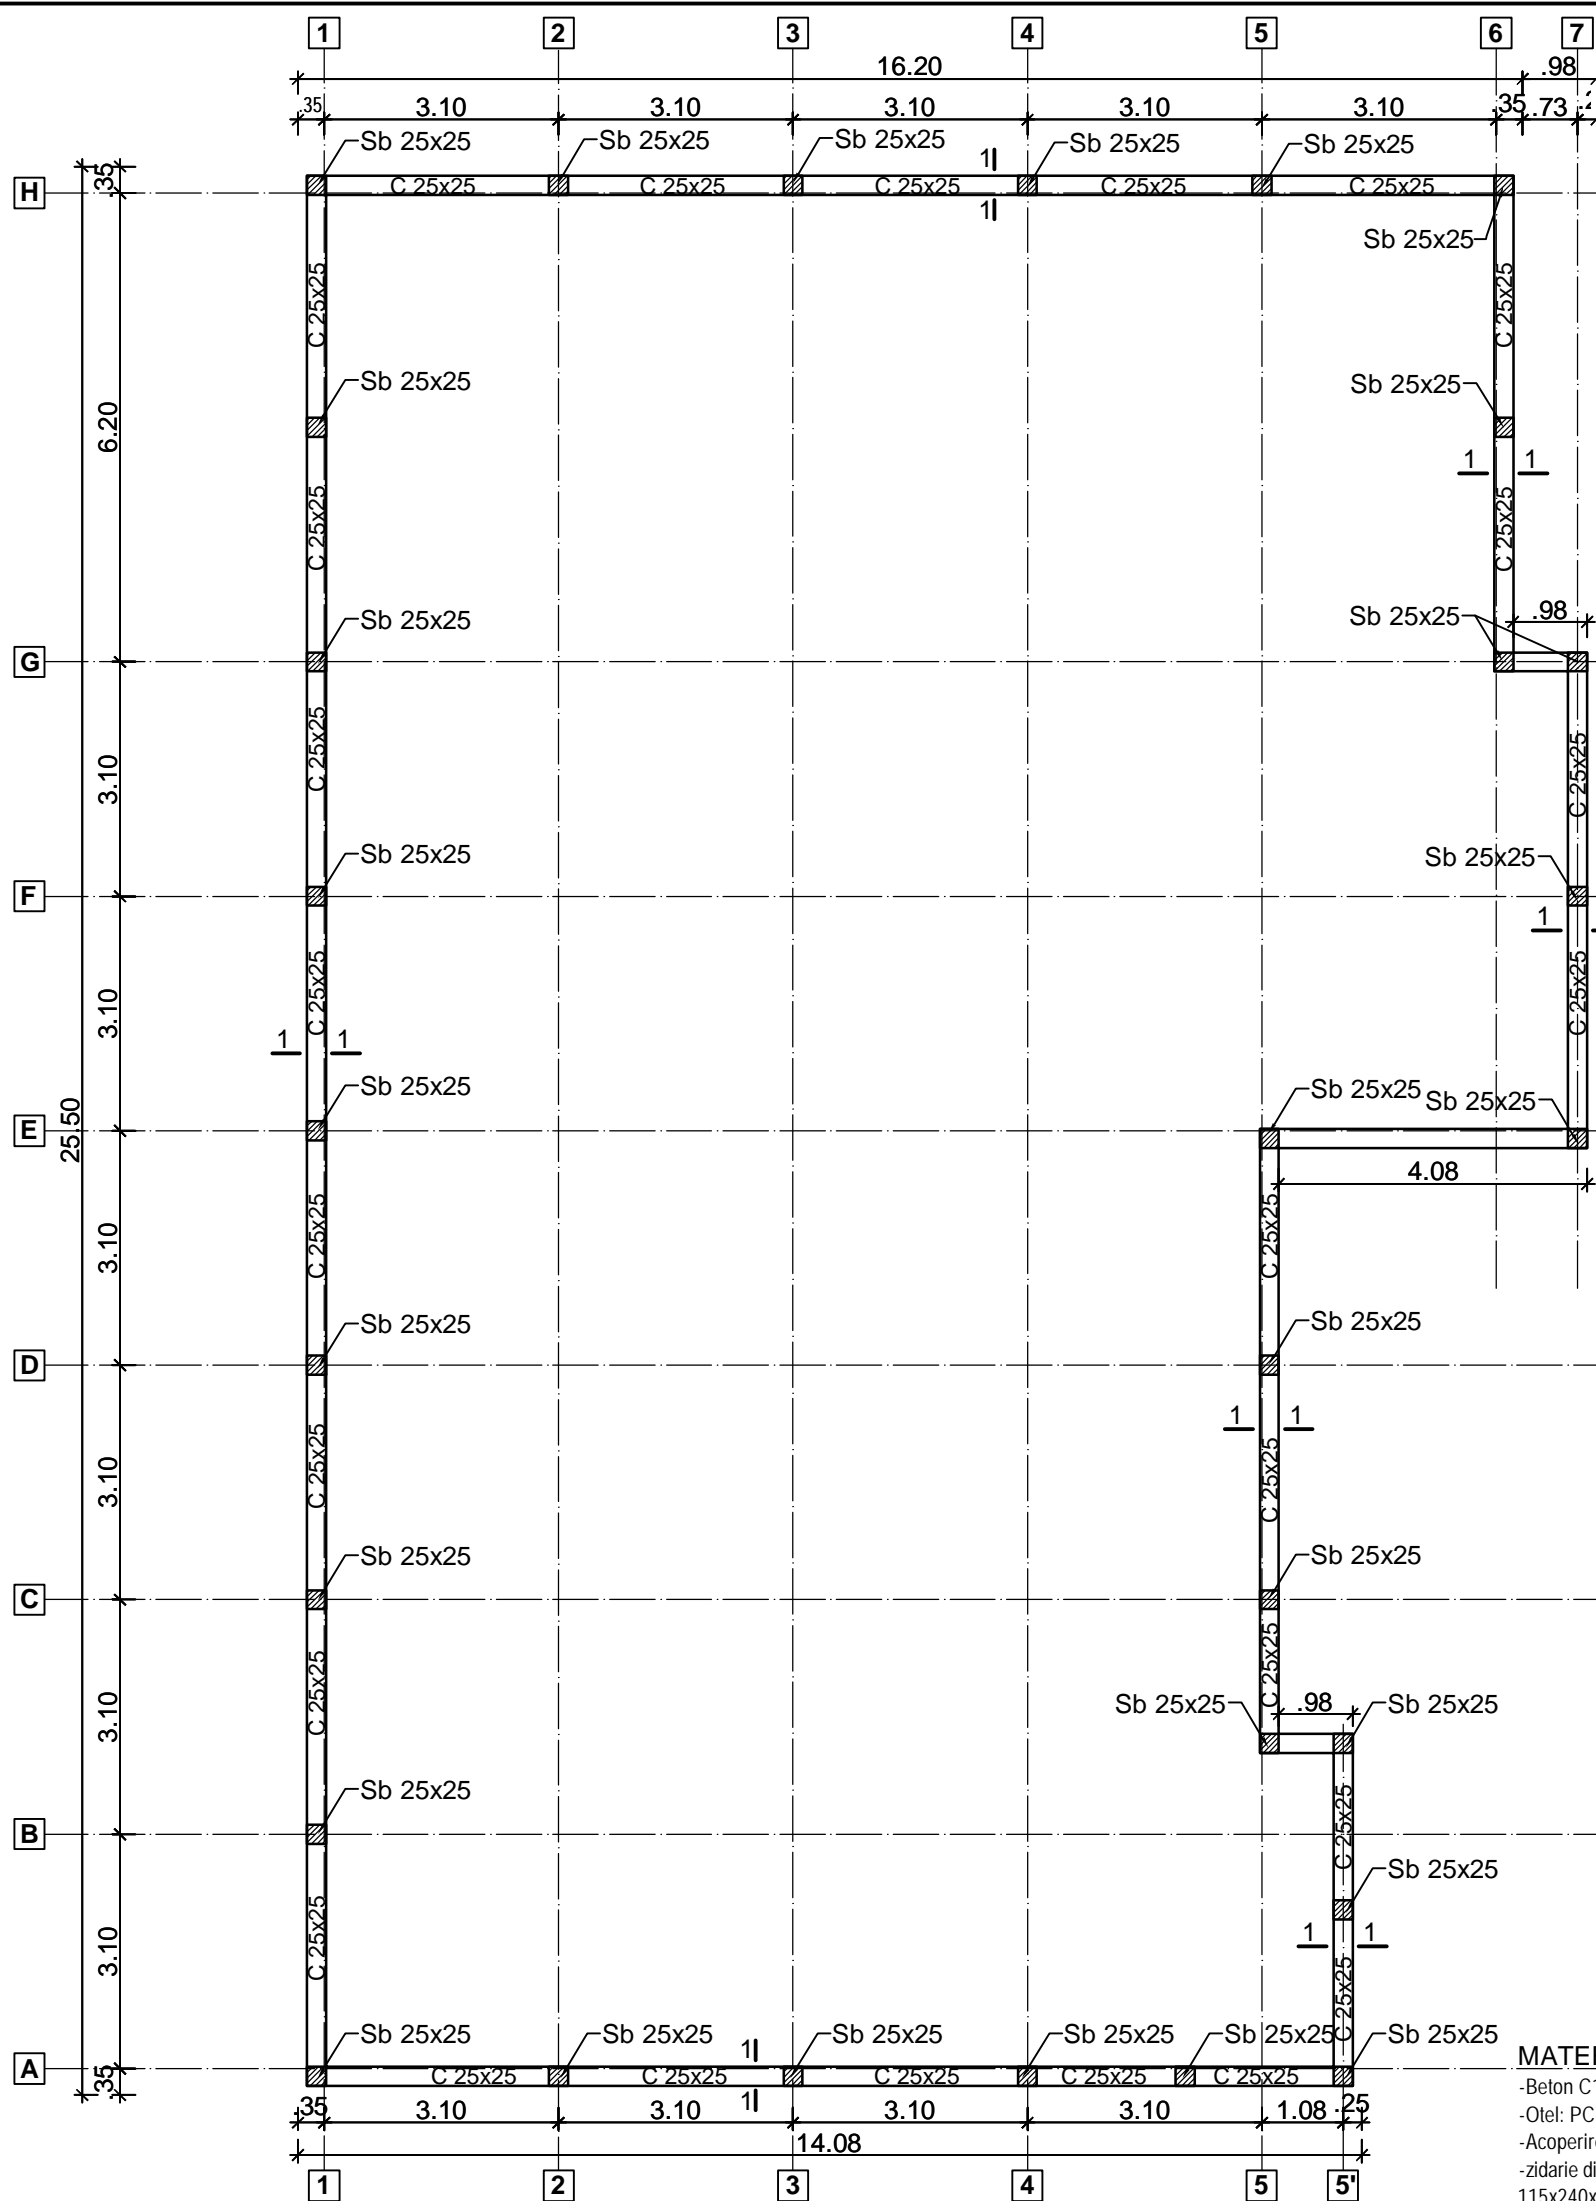 1 2 3 4 5 6 7
16.20 .98
.35 3.10 3.10 3.10 3.10 3.10 .35 .73
Sb 25x25 Sb 25x25 Sb 25x25 Sb 25x25 Sb 25x25
1
.35
H C 25x25 C 25x25 C 25x25 C 25x25 C 25x25
1
Sb 25x25
C 25x25 C 25x25
Sb 25x25 Sb 25x25
6.20
1 1
C 25x25 C 25x25
.98
Sb 25x25 Sb 25x25
G
C 25x25 C 25x25
3.10
Sb 25x25 Sb 25x25
F
1
C 25x25 C 25x25
3.10
1 1
Sb 25x25 Sb 25x25 Sb 25x25
25.50
E
4.08
C 25x25 C 25x25
3.10
Sb 25x25 Sb 25x25
D
1 1
C 25x25 C 25x25
3.10
Sb 25x25 Sb 25x25
C
C 25x25 C 25x25
3.10
.98
Sb 25x25 Sb 25x25
Sb 25x25
B
C 25x25
Sb 25x25
C 25x25
3.10
1 1
C 25x25
Sb 25x25 Sb 25x25 Sb 25x25 Sb 25x25 Sb 25x25 Sb 25x25
1
A
.35
C 25x25 C 25x25 C 25x25 C 25x25 C 25x25
1
.35 3.10 3.10 3.10 3.10 1.08 .25
14.08
1 2 3 4 5 5'
-Beton
-Otel: PC
-zidarie